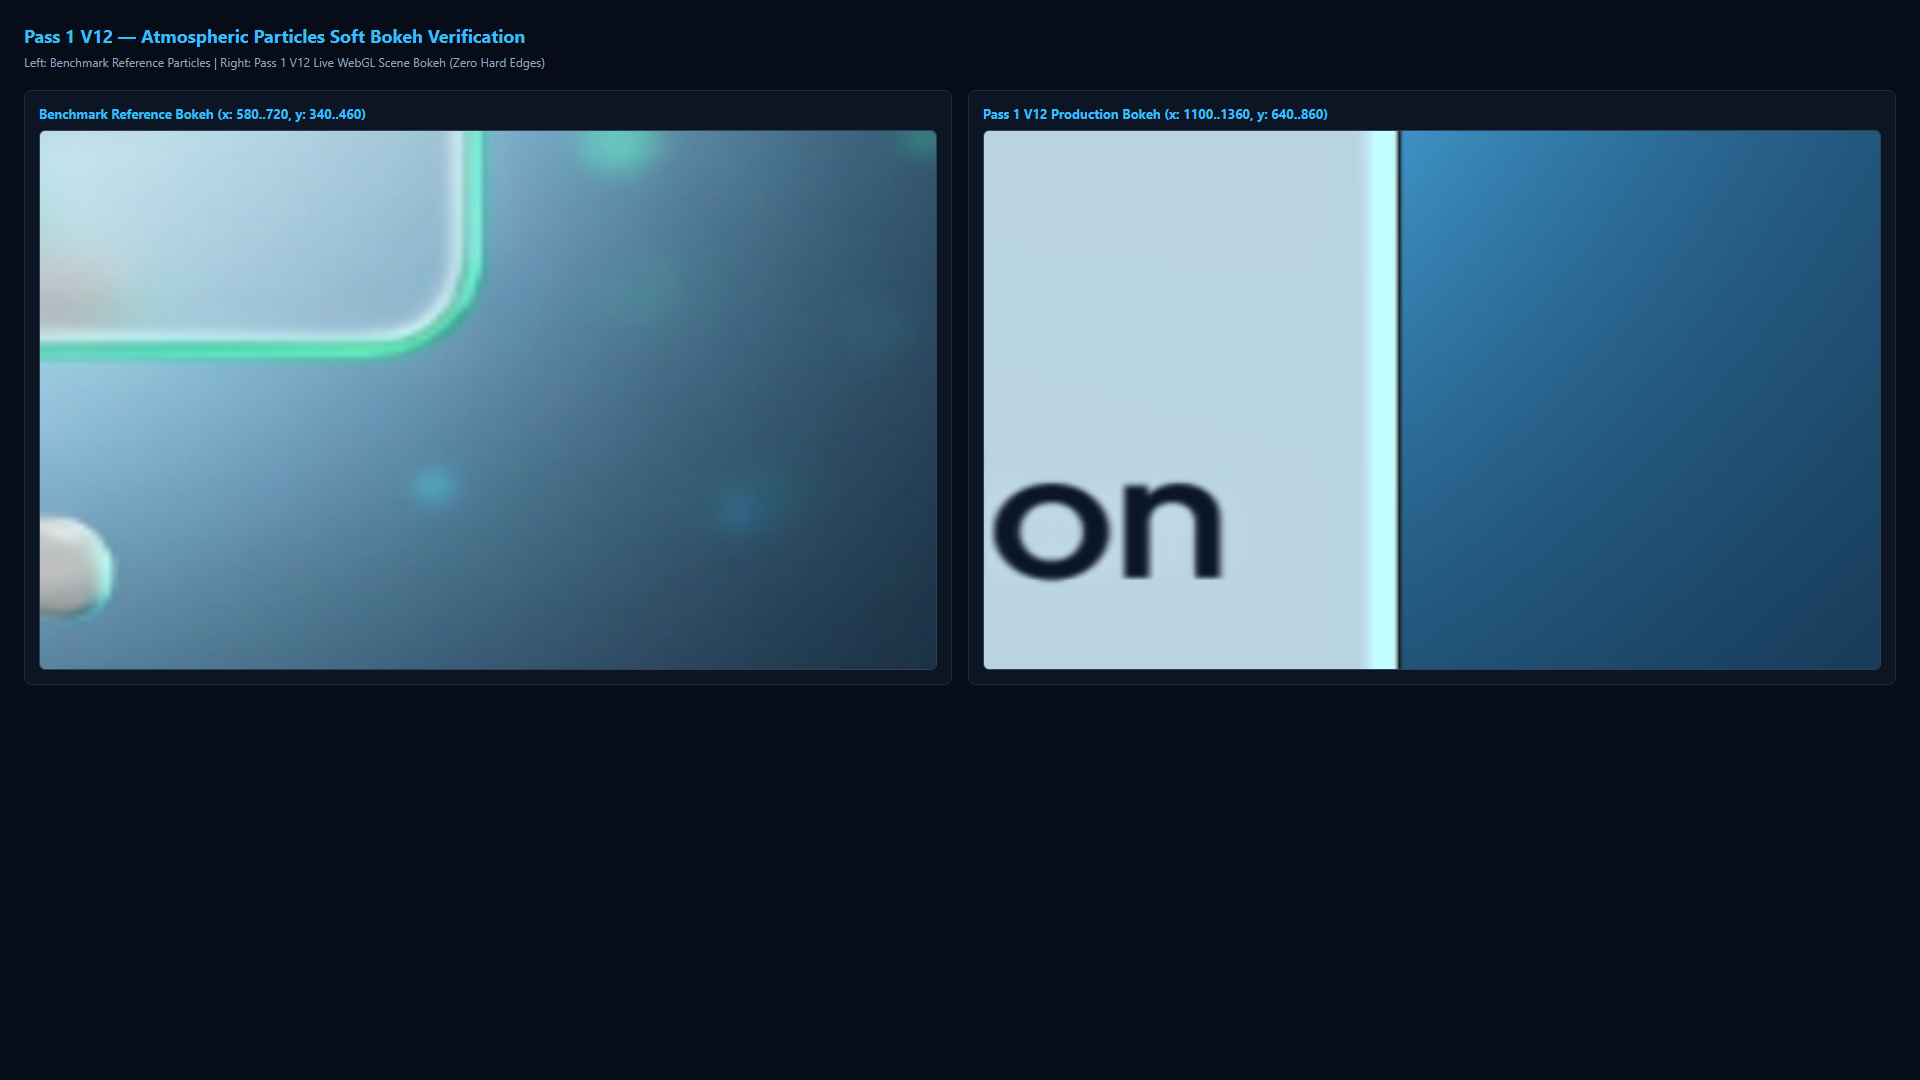 Pass 1 V12 — Atmospheric Particles Soft Bokeh Verification
Left: Benchmark Reference Particles | Right: Pass 1 V12 Live WebGL Scene Bokeh (Zero Hard Edges)
Benchmark Reference Bokeh (x: 580..720, y: 340..460)
Pass 1 V12 Production Bokeh (x: 1100..1360, y: 640..860)
on